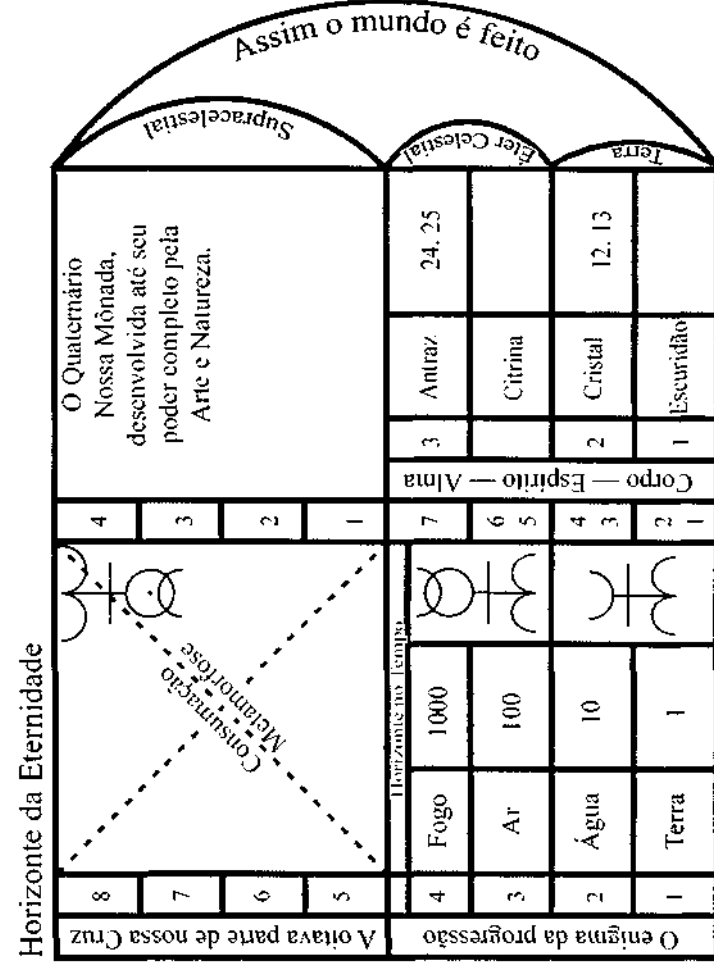 Horizonte da Eternidade
Assim o mundo é feito
Supracelestial
Éter Celestial
Terra
A oitava parte de nossa Cruz
8
7
6
5
Consumação
Metamorfose
4
3
2
1
O Quaternário
Nossa Mônada,
desenvolvida até seu
poder completo pela
Arte e Natureza.
Horizonte no Tempo
O enigma da progressão
4
Fogo
1000
7
3
Antraz
24. 25
3
Ar
100
6
5
Citrina
2
Água
10
4
3
2
Cristal
12. 13
1
Terra
1
2
1
1
Escuridão
Corpo — Espírito — Alma